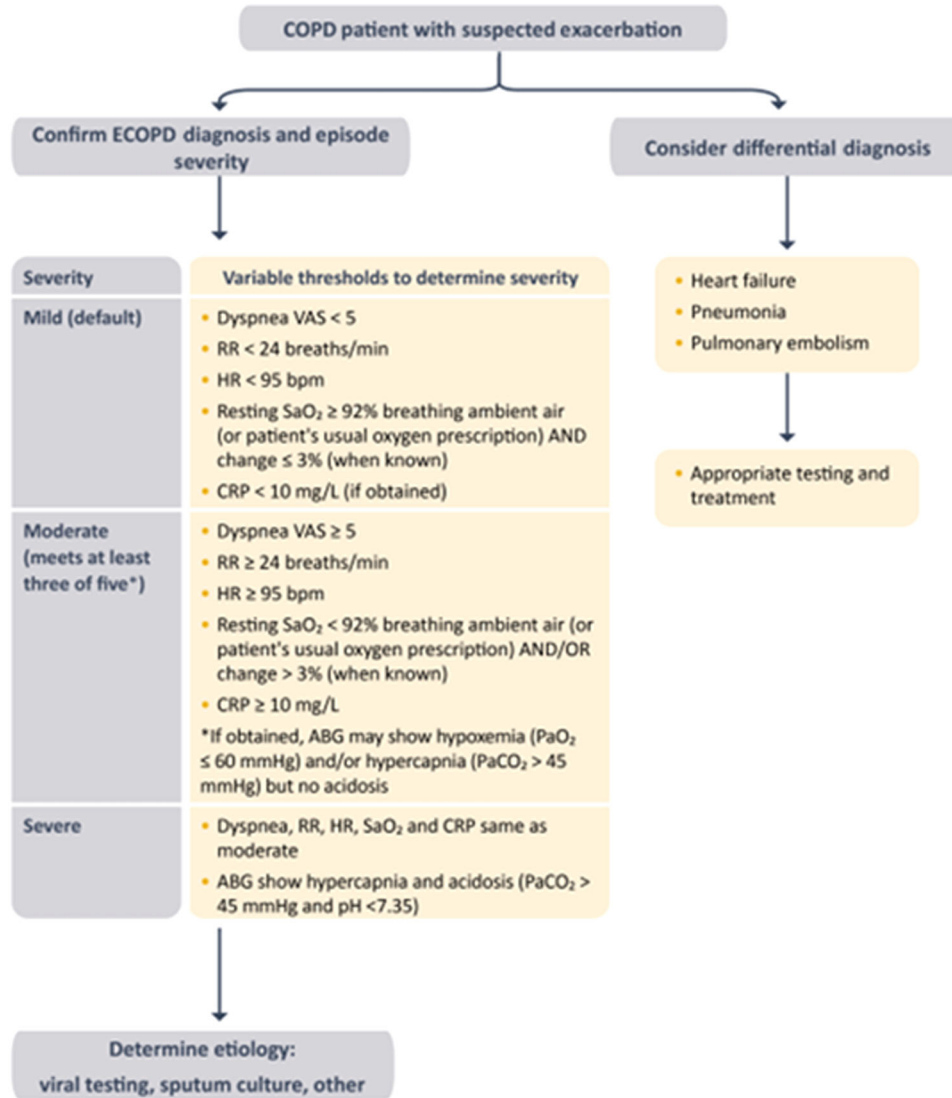 COPD patient with suspected exacerbation
Confirm ECOPD diagnosis and episode
severity
Consider differential diagnosis
Severity
Variable thresholds to determine severity
Mild (default)
• Dyspnea VAS < 5
• RR < 24 breaths/min
• HR < 95 bpm
• Resting SaO₂ ≥ 92% breathing ambient air
(or patient's usual oxygen prescription) AND
change ≤ 3% (when known)
• CRP < 10 mg/L (if obtained)
Moderate
(meets at least
three of five*)
• Dyspnea VAS ≥ 5
• RR ≥ 24 breaths/min
• HR ≥ 95 bpm
• Resting SaO₂ < 92% breathing ambient air (or
patient's usual oxygen prescription) AND/OR
change > 3% (when known)
• CRP ≥ 10 mg/L
*If obtained, ABG may show hypoxemia (PaO₂
≤ 60 mmHg) and/or hypercapnia (PaCO₂ > 45
mmHg) but no acidosis
Severe
• Dyspnea, RR, HR, SaO₂ and CRP same as
moderate
• ABG show hypercapnia and acidosis (PaCO₂ >
45 mmHg and pH <7.35)
• Heart failure
• Pneumonia
• Pulmonary embolism
• Appropriate testing and
treatment
Determine etiology:
viral testing, sputum culture, other